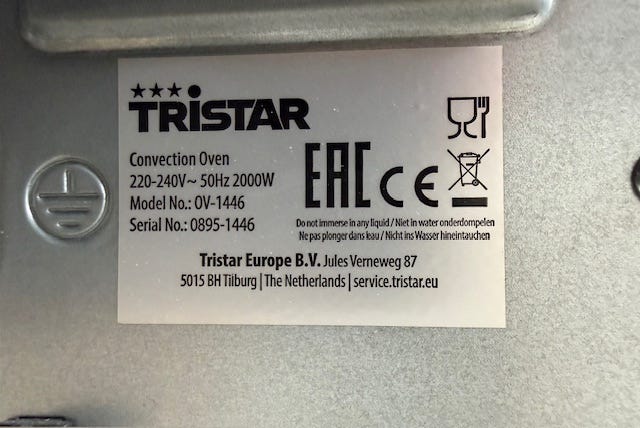 TRiSTAR
Convection Oven
220-240V~ 50Hz 2000W
Model No.: OV-1446
Serial No.: 0895-1446
EAC CE
Do not immerse in any liquid / Niet in water onderdompelen
Ne pas plonger dans leau / Nicht ins Wasser hineintauchen
Tristar Europe B.V. Jules Verneweg 87
5015 BH Tilburg | The Netherlands | service.tristar.eu